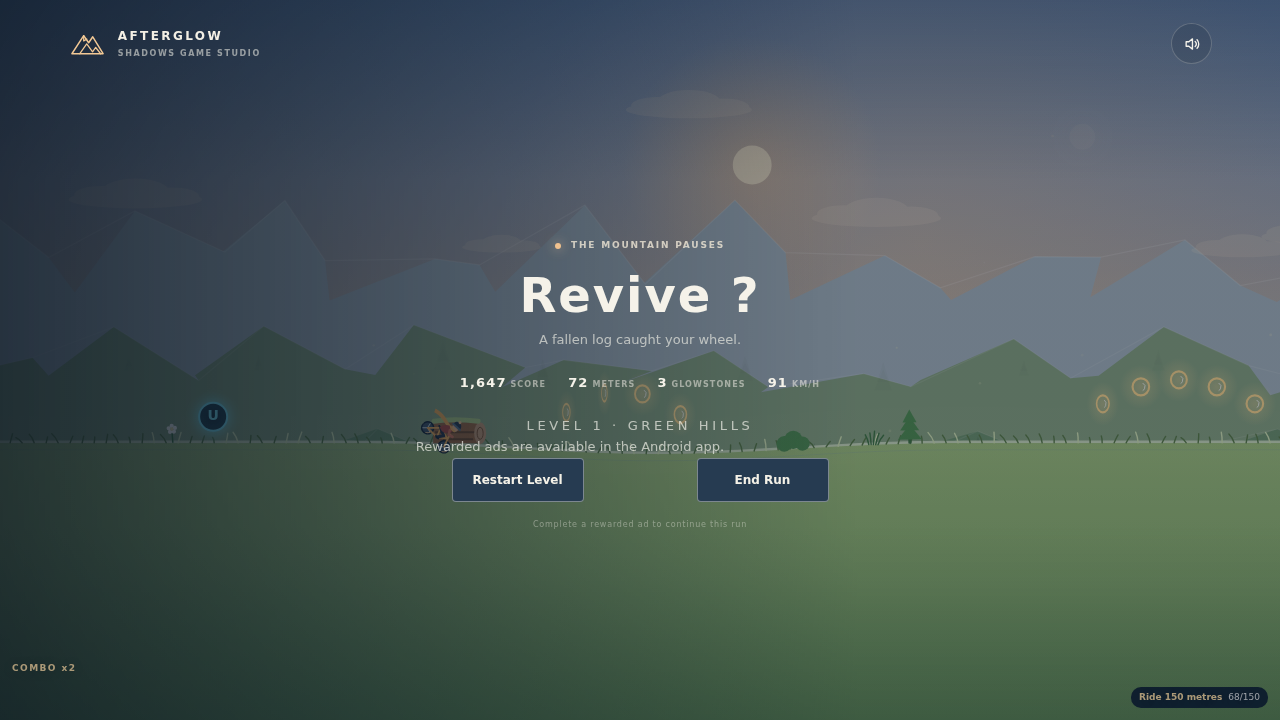 AFTERGLOW
SHADOWS GAME STUDIO
THE MOUNTAIN PAUSES
Revive ?
A fallen log caught your wheel.
1,647 SCORE 72 METERS 3 GLOWSTONES 91 KM/H
U
LEVEL 1 · GREEN HILLS
Rewarded ads are available in the Android app.
Restart Level End Run
Complete a rewarded ad to continue this run
COMBO x2
Ride 150 metres 68/150